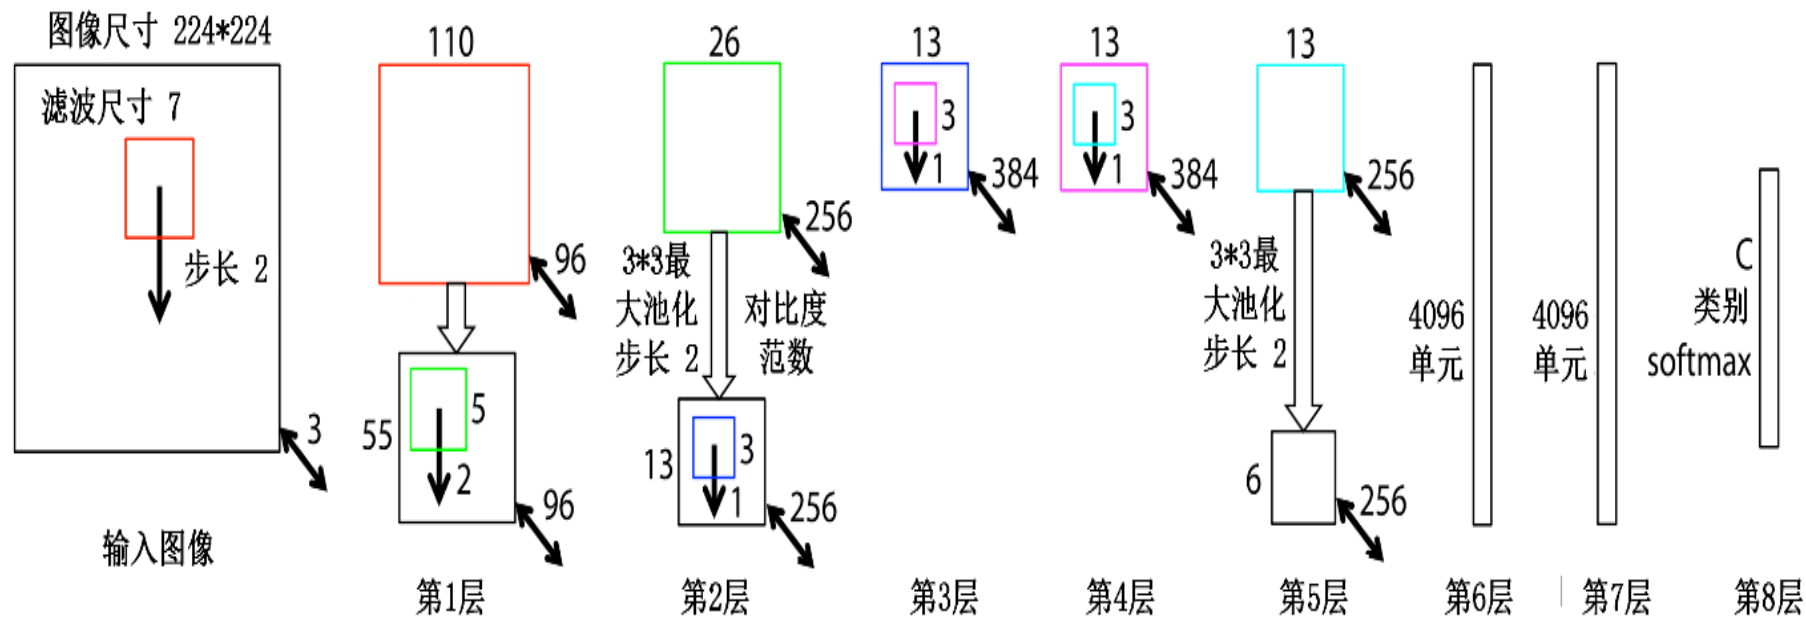 图像尺寸 224*224
滤波尺寸 7
步长 2
3
输入图像
110
96
55
5
2
96
第1层
26
256
3*3最
大池化
步长 2
对比度
范数
13
3
1
256
第2层
13
3
1
384
第3层
13
3
1
384
第4层
13
256
3*3最
大池化
步长 2
6
256
第5层
4096
单元
第6层
4096
单元
第7层
C
类别
softmax
第8层